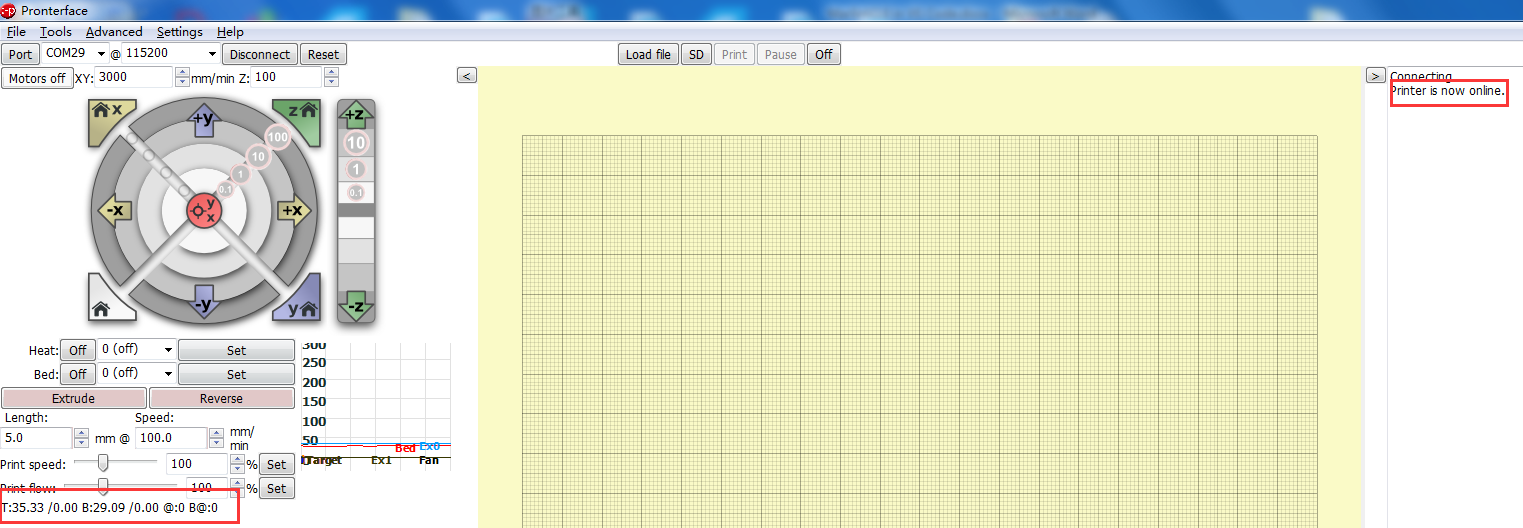 Pronterface
File Tools Advanced Settings Help
Port COM29 @ 115200 Disconnect Reset Load file SD Print Pause Off
Motors off XY: 3000 mm/min Z: 100
< >
Connecting
Printer is now online.
x +y z +z
100 10
10 1
1 0.1
0.1
y
x
-x +x
-y y -z
Heat: Off 0 (off) Set
Bed: Off 0 (off) Set
Extrude Reverse
Length: Speed:
5.0 mm @ 100.0 mm/
min
Print speed: 100 % Set
Print flow: 100 % Set
T:35.33 /0.00 B:29.09 /0.00 @:0 B@:0
300
250
200
150
100
50
Bed Ex0
Target Ex1 Fan